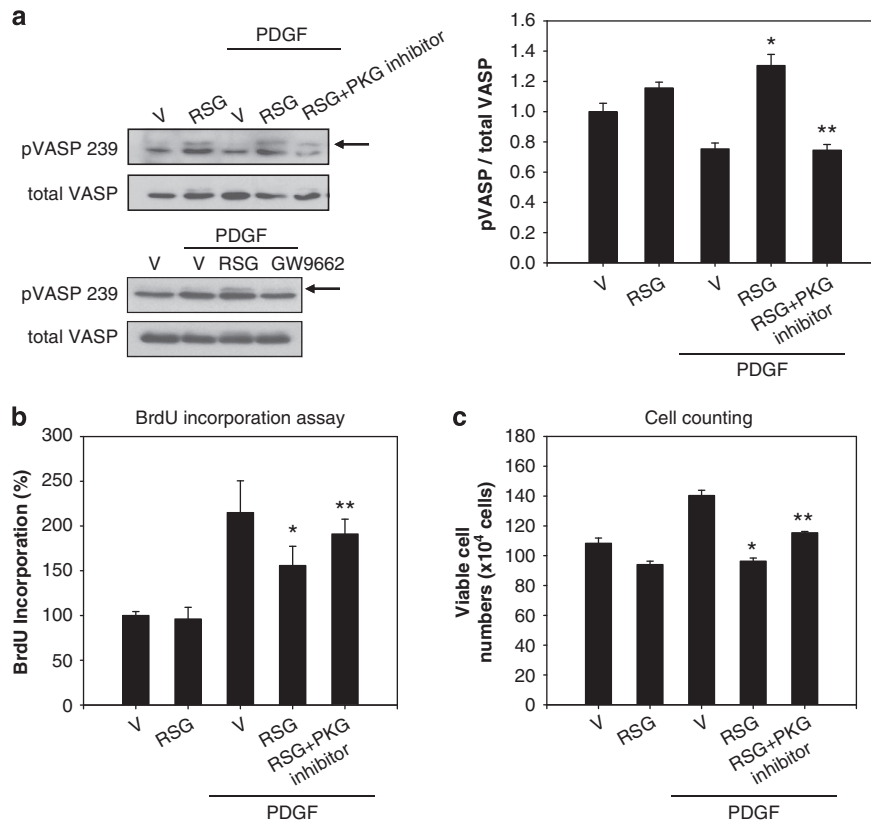 a
PDGF
V
RSG
V
RSG
RSG+PKG inhibitor
pVASP 239
total VASP
PDGF
V V RSG GW9662
pVASP 239
total VASP
pVASP / total VASP
1.6
1.4
1.2
1.0
0.8
0.6
0.4
0.2
0.0
*
**
V
RSG
V
RSG
RSG+PKG
inhibitor
PDGF
b
BrdU incorporation assay
BrdU Incorporation (%)
300
250
200
150
100
50
0
*
**
V
RSG
V
RSG
RSG+PKG
inhibitor
PDGF
c
Cell counting
Viable cell
numbers (x10⁴ cells)
180
160
140
120
100
80
60
40
20
0
*
**
V
RSG
V
RSG
RSG+PKG
inhibitor
PDGF